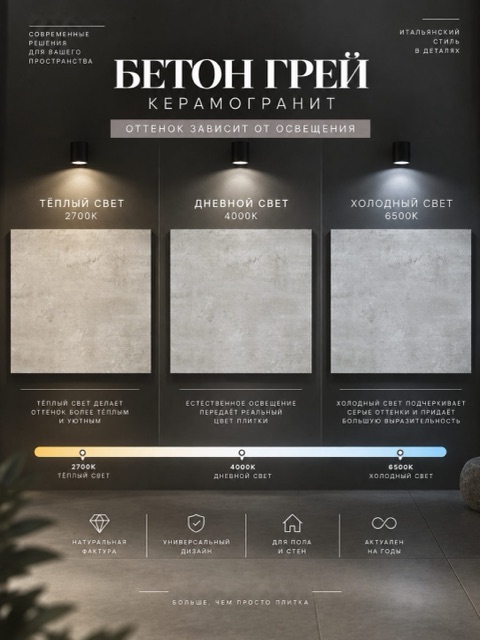 СОВРЕМЕННЫЕ
РЕШЕНИЯ
ДЛЯ ВАШЕГО
ПРОСТРАНСТВА
ИТАЛЬЯНСКИЙ
СТИЛЬ
В ДЕТАЛЯХ
БЕТОН ГРЕЙ
КЕРАМОГРАНИТ
ОТТЕНОК ЗАВИСИТ ОТ ОСВЕЩЕНИЯ
ТЁПЛЫЙ СВЕТ
2700K
ДНЕВНОЙ СВЕТ
4000K
ХОЛОДНЫЙ СВЕТ
6500K
ТЁПЛЫЙ СВЕТ ДЕЛАЕТ
ОТТЕНОК БОЛЕЕ ТЁПЛЫМ
И УЮТНЫМ
ЕСТЕСТВЕННОЕ ОСВЕЩЕНИЕ
ПЕРЕДАЁТ РЕАЛЬНЫЙ
ЦВЕТ ПЛИТКИ
ХОЛОДНЫЙ СВЕТ ПОДЧЕРКИВАЕТ
СЕРЫЕ ОТТЕНКИ И ПРИДАЁТ
БОЛЬШУЮ ВЫРАЗИТЕЛЬНОСТЬ
2700K
ТЁПЛЫЙ СВЕТ
4000K
ДНЕВНОЙ СВЕТ
6500K
ХОЛОДНЫЙ СВЕТ
НАТУРАЛЬНАЯ
ФАКТУРА
УНИВЕРСАЛЬНЫЙ
ДИЗАЙН
ДЛЯ ПОЛА
И СТЕН
АКТУАЛЕН
НА ГОДЫ
БОЛЬШЕ, ЧЕМ ПРОСТО ПЛИТКА